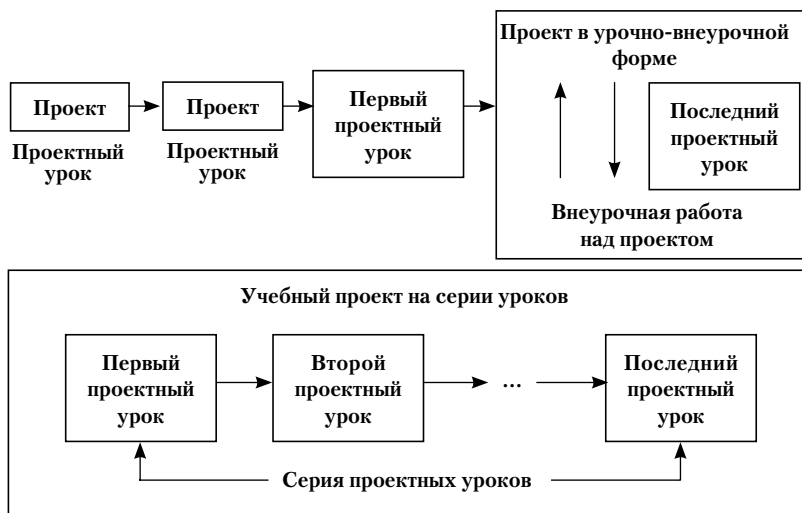 Проект в урочно-внеурочной
форме
Проект
Проектный
урок
Проект
Проектный
урок
Первый
проектный
урок
Последний
проектный
урок
Внеурочная работа
над проектом
Учебный проект на серии уроков
Первый
проектный
урок
Второй
проектный
урок
...
Последний
проектный
урок
Серия проектных уроков